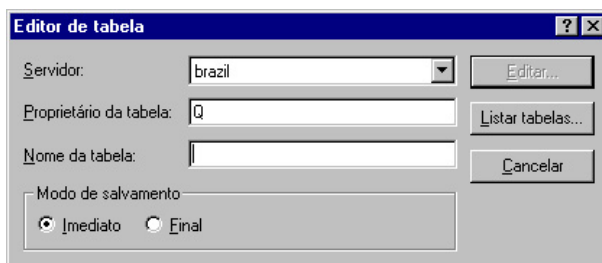 Editor de tabela
Servidor: brazil Editar...
Proprietário da tabela: Q Listar tabelas...
Nome da tabela: Cancelar
Modo de salvamento
Imediato Final